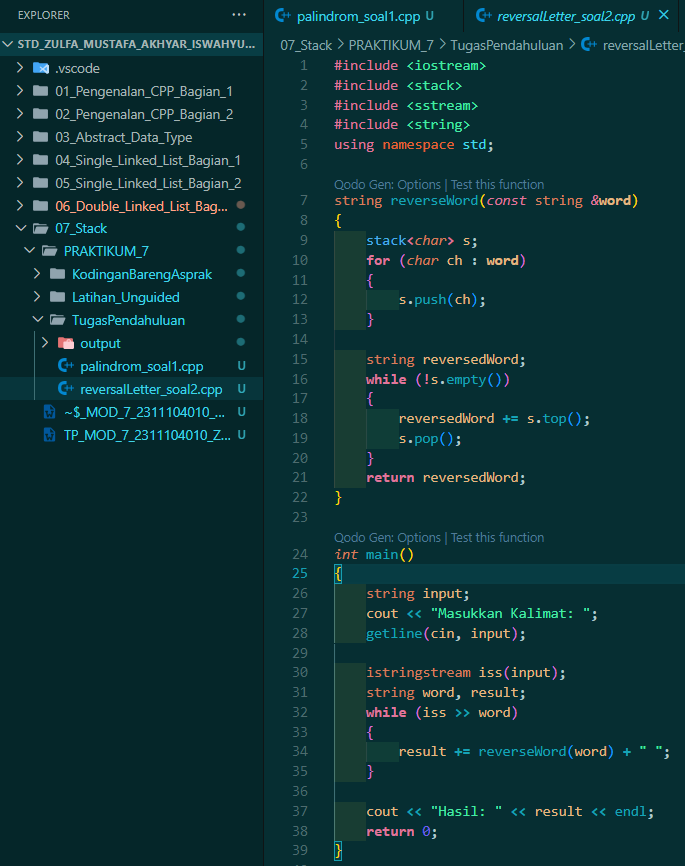 EXPLORER ...
STD_ZULFA_MUSTAFA_AKHYAR_ISWAHYU...
.vscode
01_Pengenalan_CPP_Bagian_1
02_Pengenalan_CPP_Bagian_2
03_Abstract_Data_Type
04_Single_Linked_List_Bagian_1
05_Single_Linked_List_Bagian_2
06_Double_Linked_List_Bag...
07_Stack
PRAKTIKUM_7
KodinganBarengAsprak
Latihan_Unguided
TugasPendahuluan
output
palindrom_soal1.cpp U
reversalLetter_soal2.cpp U
~$_MOD_7_2311104010_... U
TP_MOD_7_2311104010_Z... U
palindrom_soal1.cpp U
reversalLetter_soal2.cpp U
07_Stack > PRAKTIKUM_7 > TugasPendahuluan > reversalLetter_
1 #include <iostream>
2 #include <stack>
3 #include <sstream>
4 #include <string>
5 using namespace std;
6
Qodo Gen: Options | Test this function
7 string reverseWord(const string &word)
8 {
9 stack<char> s;
10 for (char ch : word)
11 {
12 s.push(ch);
13 }
14
15 string reversedWord;
16 while (!s.empty())
17 {
18 reversedWord += s.top();
19 s.pop();
20 }
21 return reversedWord;
22 }
23
Qodo Gen: Options | Test this function
24 int main()
25 {
26 string input;
27 cout << "Masukkan Kalimat: ";
28 getline(cin, input);
29
30 istringstream iss(input);
31 string word, result;
32 while (iss >> word)
33 {
34 result += reverseWord(word) + " ";
35 }
36
37 cout << "Hasil: " << result << endl;
38 return 0;
39 }